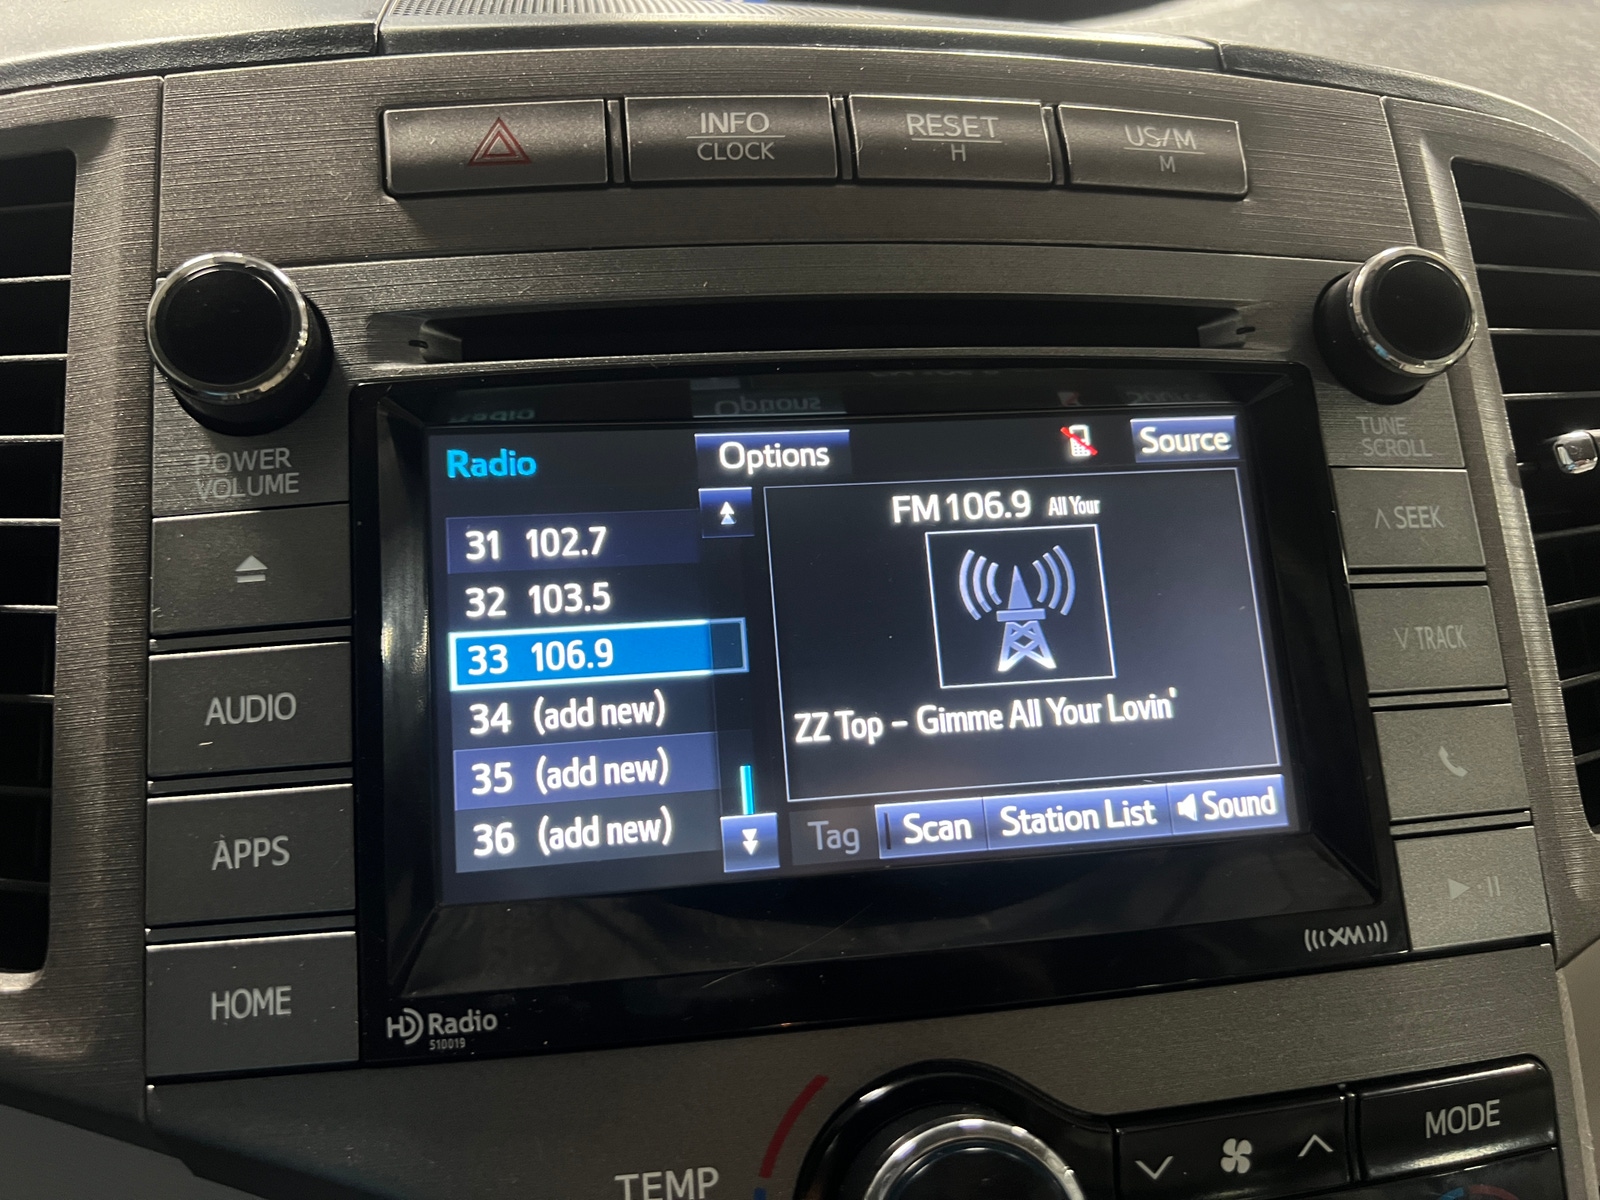 INFO
CLOCK
RESET
H
US/M
M
POWER
VOLUME
TUNE
SCROLL
Radio
Options
Source
31 102.7
32 103.5
33 106.9
34 (add new)
35 (add new)
36 (add new)
FM 106.9 All Your
ZZ Top – Gimme All Your Lovin'
Tag
Scan
Station List
Sound
AUDIO
APPS
HOME
∧ SEEK
∨ TRACK
HD Radio
510019
(((XM)))
TEMP
MODE